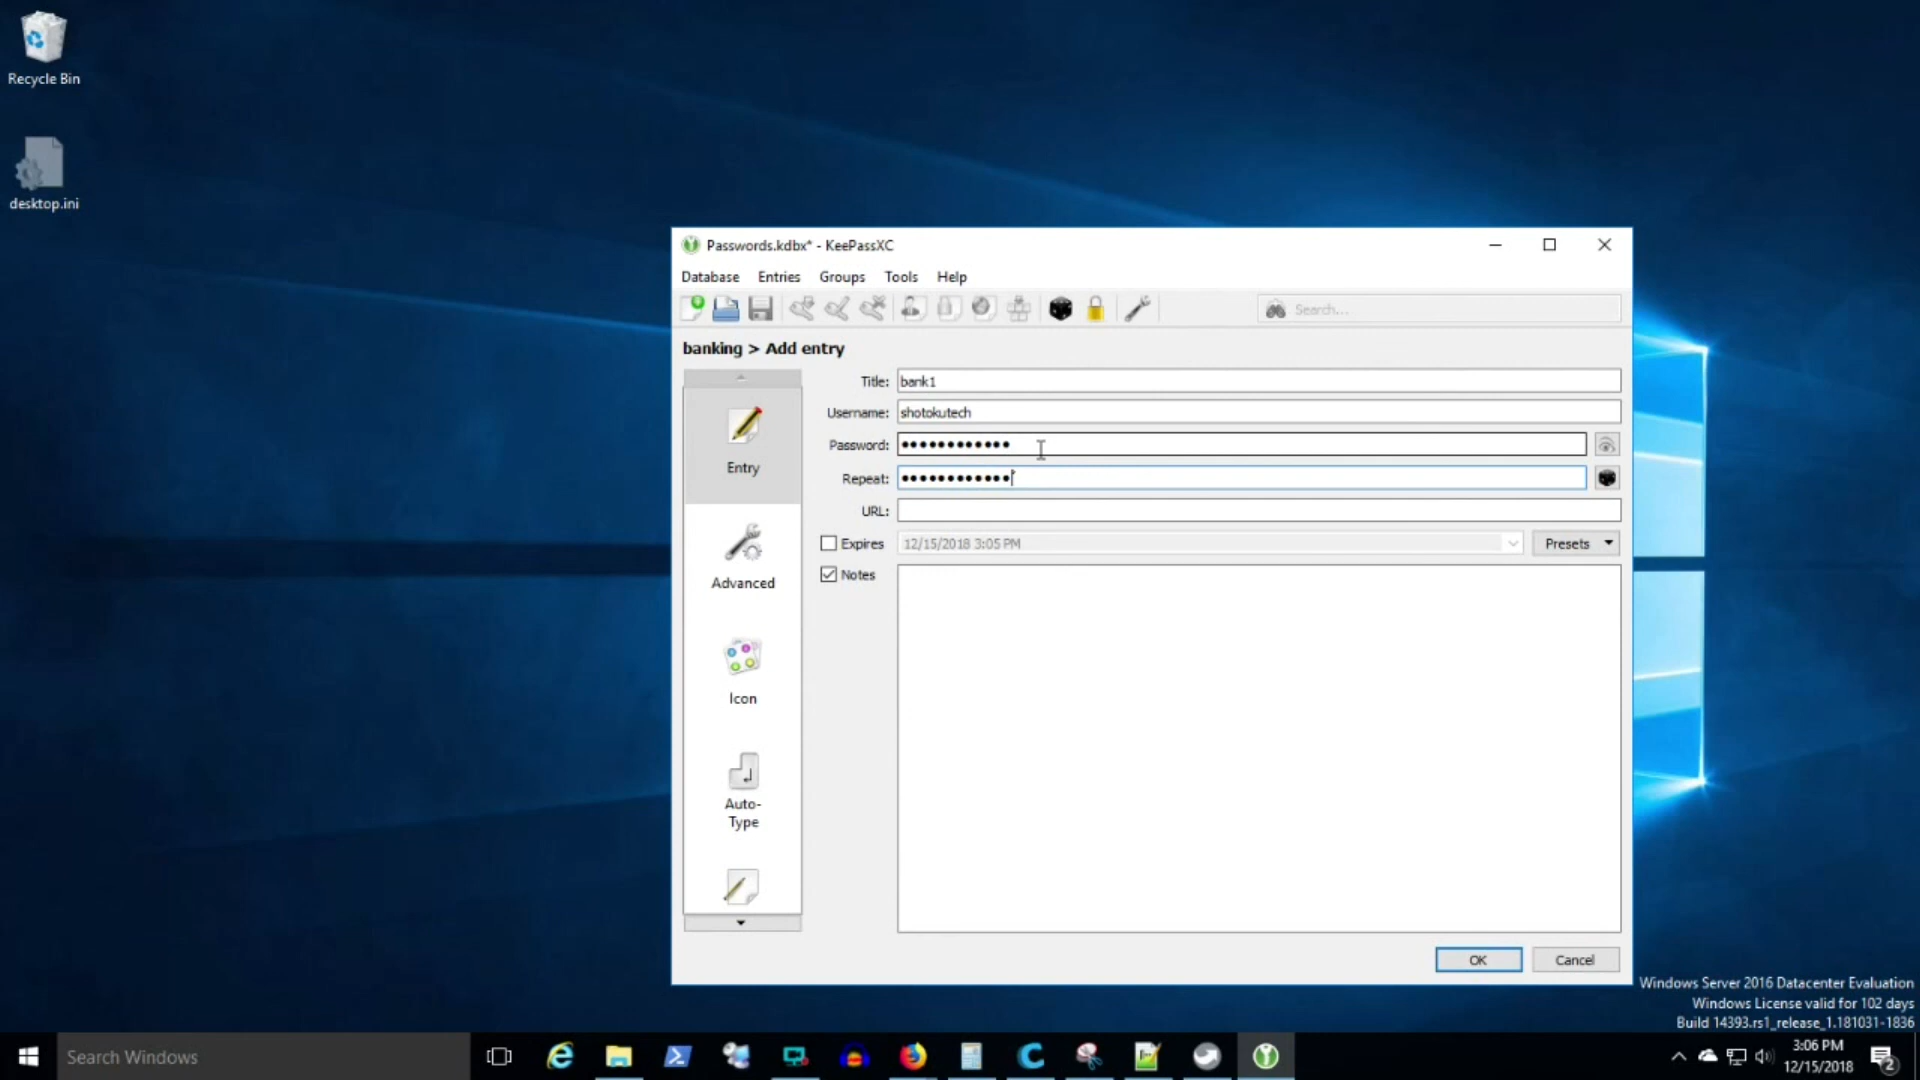 Recycle Bin
desktop.ini
Passwords.kdbx* - KeePassXC
Database Entries Groups Tools Help
Search...
banking > Add entry
Title: bank1
Username: shotokutech
Password: ●●●●●●●●●●●●
Repeat: ●●●●●●●●●●●●
URL:
Expires 12/15/2018 3:05 PM Presets
Notes
Entry
Advanced
Icon
Auto-
Type
OK Cancel
Windows Server 2016 Datacenter Evaluation
Windows License valid for 102 days
Build 14393.rs1_release_1.181031-1836
Search Windows
3:06 PM
12/15/2018
2